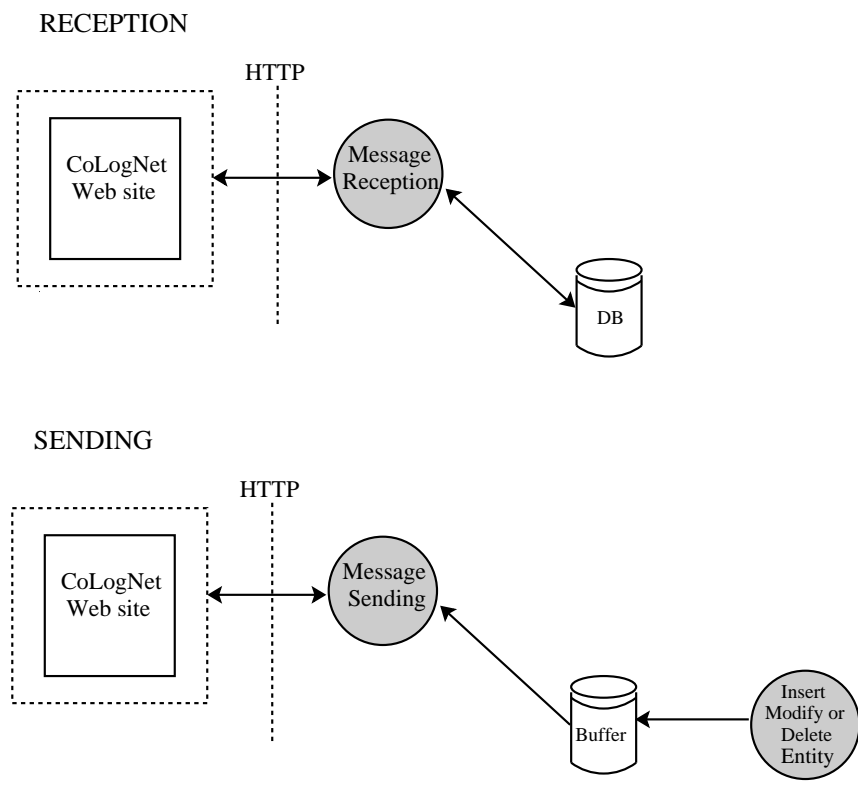 RECEPTION
HTTP
CoLogNet
Web site
Message
Reception
DB
SENDING
HTTP
CoLogNet
Web site
Message
Sending
Buffer
Insert
Modify or
Delete
Entity